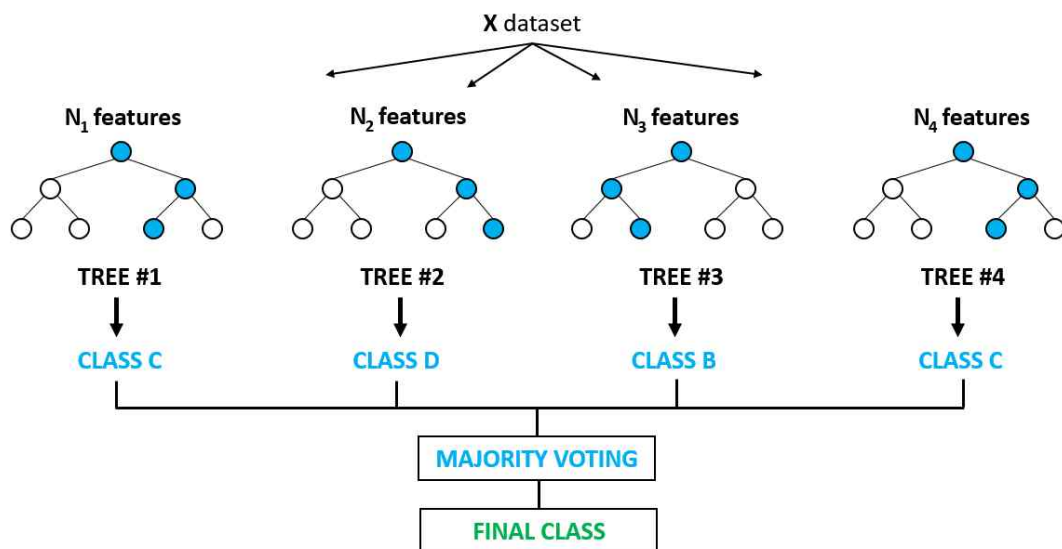 X dataset
N₁ features
N₂ features
N₃ features
N₄ features
TREE #1
TREE #2
TREE #3
TREE #4
CLASS C
CLASS D
CLASS B
CLASS C
MAJORITY VOTING
FINAL CLASS